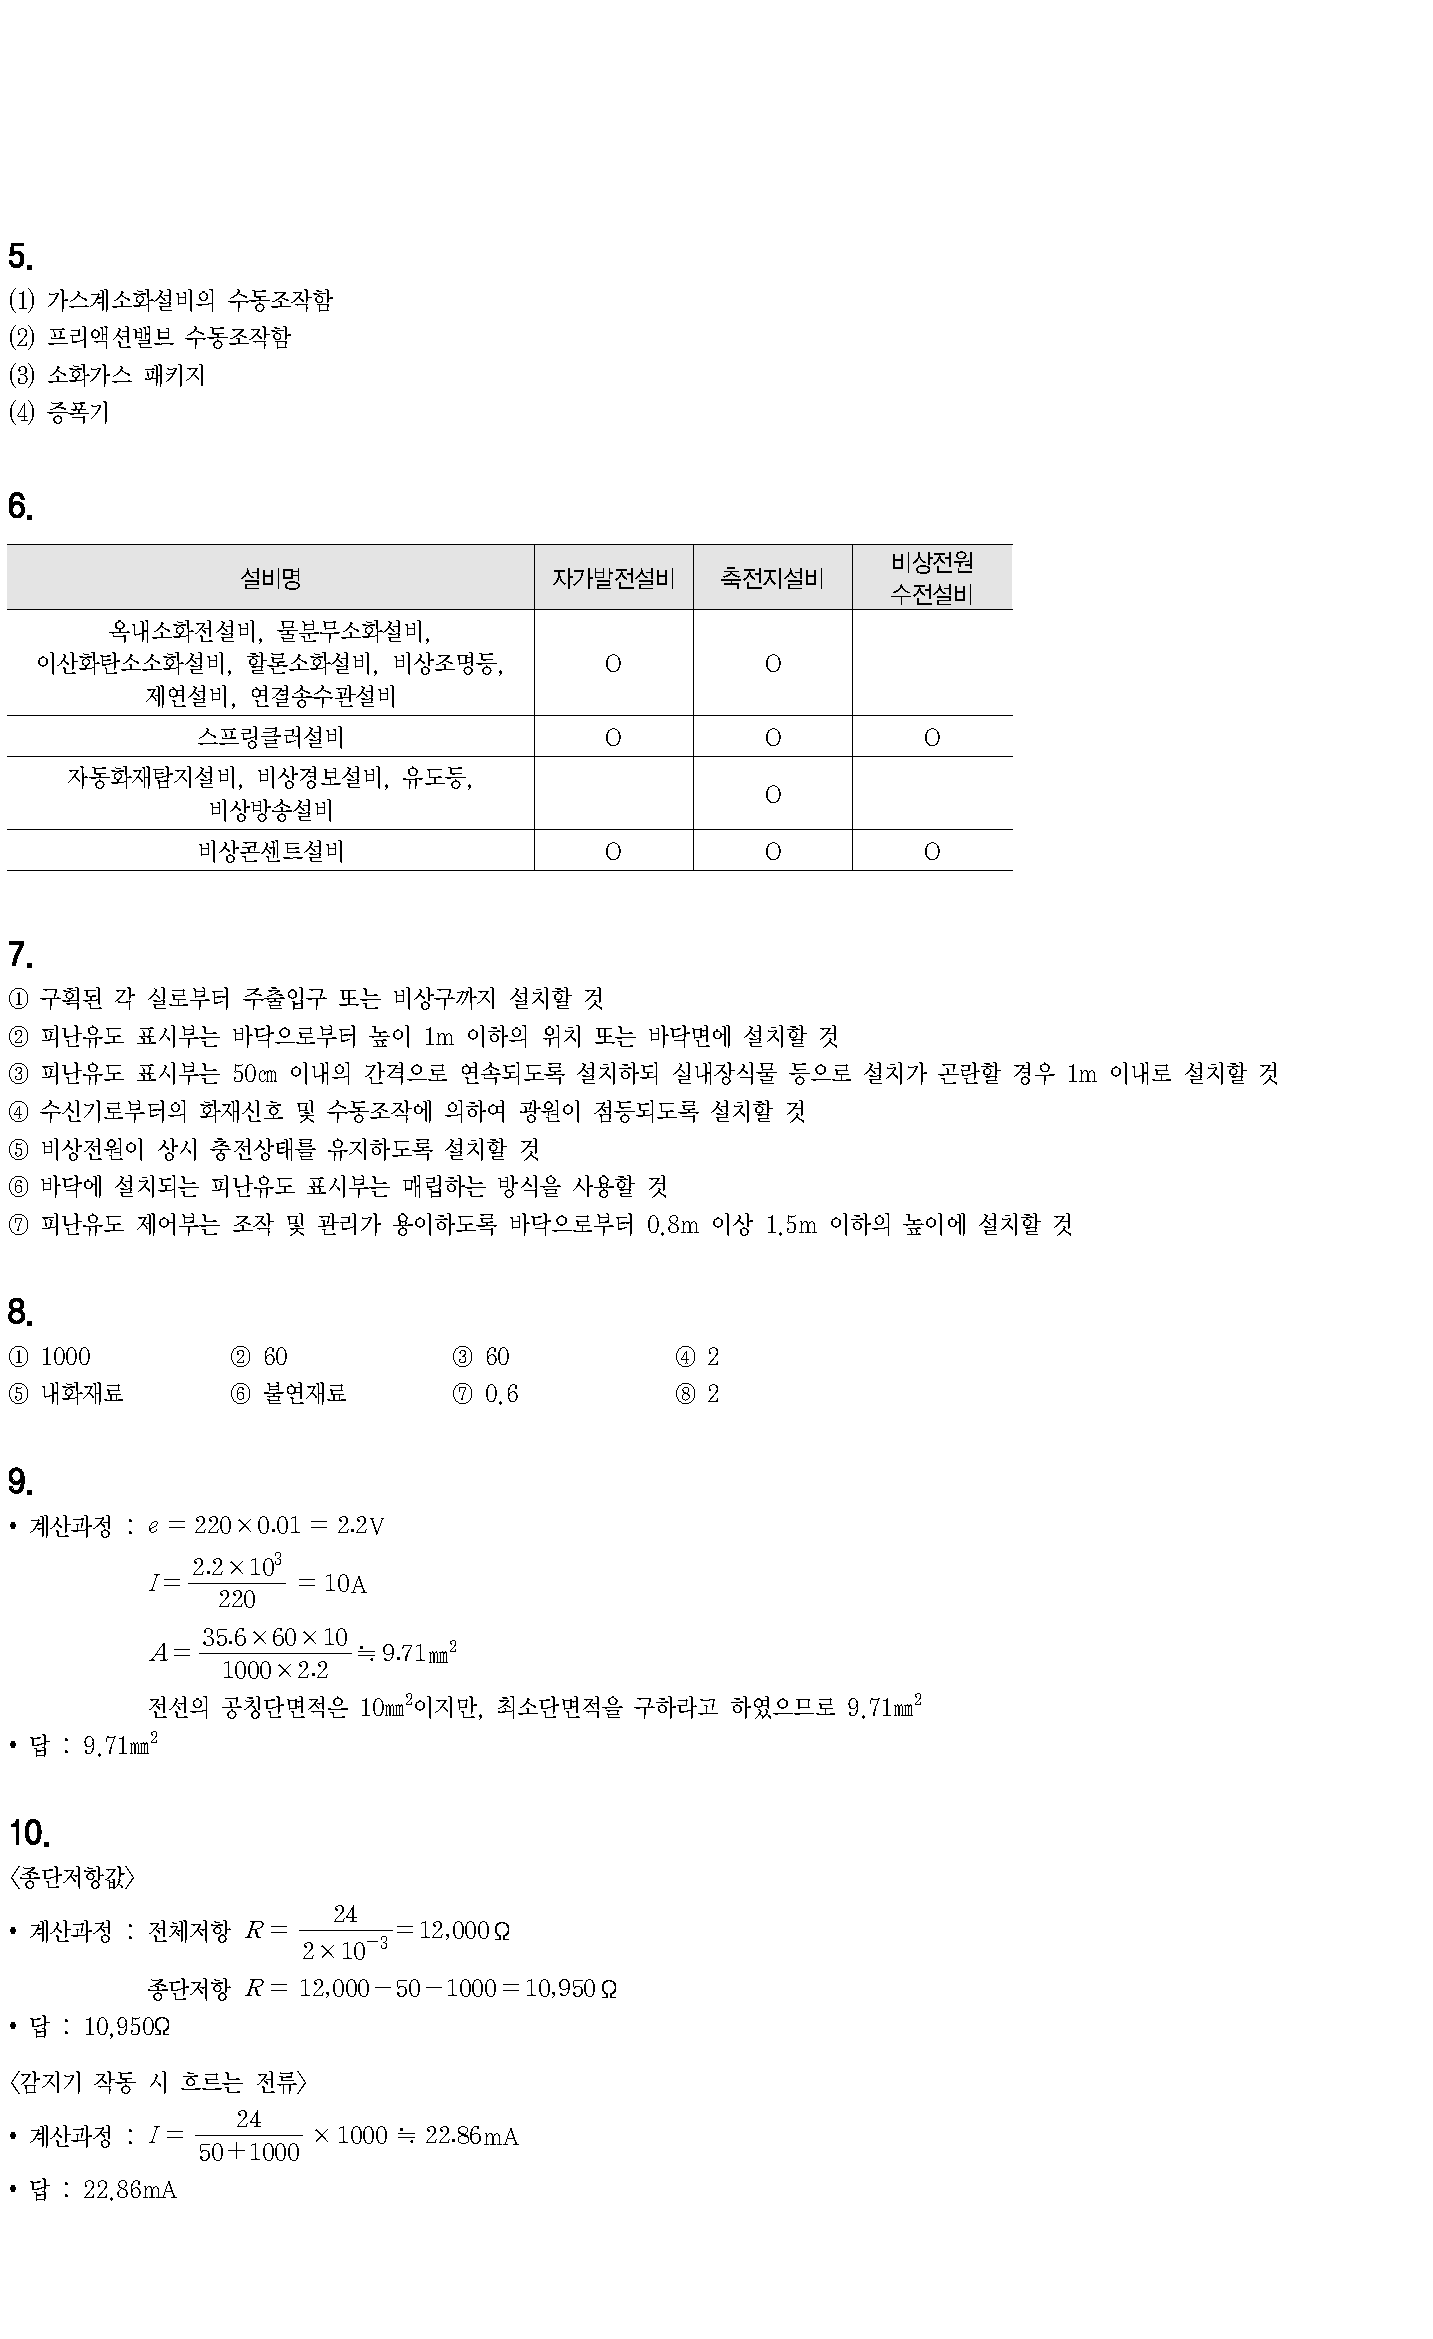 5.
(1) 가스계소화설비의 수동조작함
(2) 프리액션밸브 수동조작함
(3) 소화가스 패키지
(4) 증폭기
6.
설비명 자가발전설비 축전지설비 비상전원
수전설비
옥내소화전설비, 물분무소화설비,
이산화탄소소화설비, 할론소화설비, 비상조명등,
제연설비, 연결송수관설비
O O
스프링클러설비 O O O
자동화재탐지설비, 비상경보설비, 유도등,
비상방송설비
O
비상콘센트설비 O O O
7.
① 구획된 각 실로부터 주출입구 또는 비상구까지 설치할 것
② 피난유도 표시부는 바닥으로부터 높이 1m 이하의 위치 또는 바닥면에 설치할 것
③ 피난유도 표시부는 50㎝ 이내의 간격으로 연속되도록 설치하되 실내장식물 등으로 설치가 곤란할 경우 1m 이내로 설치할 것
④ 수신기로부터의 화재신호 및 수동조작에 의하여 광원이 점등되도록 설치할 것
⑤ 비상전원이 상시 충전상태를 유지하도록 설치할 것
⑥ 바닥에 설치되는 피난유도 표시부는 매립하는 방식을 사용할 것
⑦ 피난유도 제어부는 조작 및 관리가 용이하도록 바닥으로부터 0.8m 이상 1.5m 이하의 높이에 설치할 것
8.
① 1000 ② 60 ③ 60 ④ 2
⑤ 내화재료 ⑥ 불연재료 ⑦ 0.6 ⑧ 2
9.
• 계산과정 : e = 220×0.01 = 2.2V
I = (2.2×10³)/220 = 10A
A = (35.6×60×10)/(1000×2.2) ≒ 9.71㎟
전선의 공칭단면적은 10㎟이지만, 최소단면적을 구하라고 하였으므로 9.71㎟
• 답 : 9.71㎟
10.
〈종단저항값〉
• 계산과정 : 전체저항 R = 24/(2×10⁻³) = 12,000Ω
종단저항 R = 12,000−50−1000 = 10,950Ω
• 답 : 10,950Ω
〈감지기 작동 시 흐르는 전류〉
• 계산과정 : I = 24/(50+1000) × 1000 ≒ 22.86mA
• 답 : 22.86mA